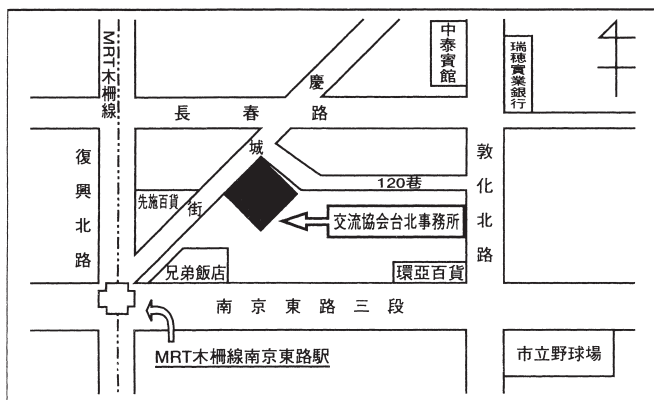 MRT木柵線
中泰賓館
瑞穂實業銀行
慶城街
長春路
復興北路
敦化北路
120巷
先施百貨
交流協会台北事務所
兄弟飯店
環亞百貨
南京東路三段
MRT木柵線南京東路駅
市立野球場